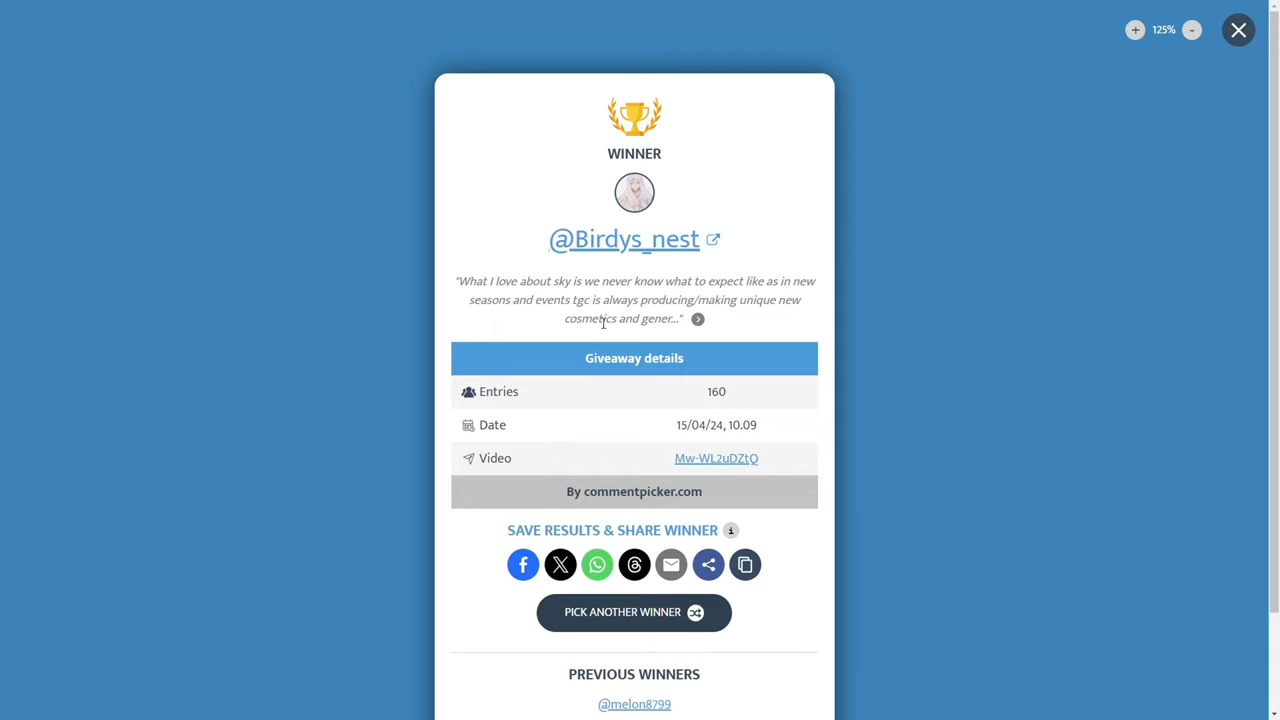 + 125% -
WINNER
@Birdys_nest
"What I love about sky is we never know what to expect like as in new
seasons and events tgc is always producing/making unique new
cosmetics and gener..."
Giveaway details
Entries 160
Date 15/04/24, 10.09
Video Mw-WL2uDZtQ
By commentpicker.com
SAVE RESULTS & SHARE WINNER i
PICK ANOTHER WINNER
PREVIOUS WINNERS
@melon8799